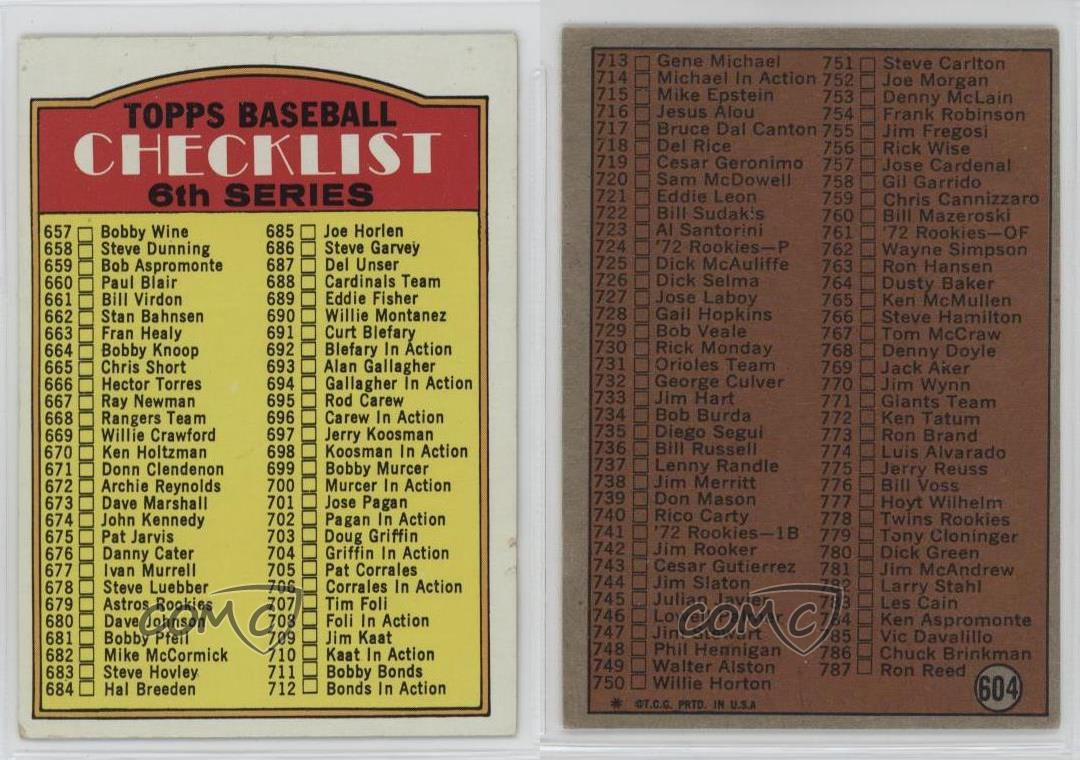 TOPPS BASEBALL
CHECKLIST
6th SERIES
657 Bobby Wine
658 Steve Dunning
659 Bob Aspromonte
660 Paul Blair
661 Bill Virdon
662 Stan Bahnsen
663 Fran Healy
664 Bobby Knoop
665 Chris Short
666 Hector Torres
667 Ray Newman
668 Rangers Team
669 Willie Crawford
670 Ken Holtzman
671 Donn Clendenon
672 Archie Reynolds
673 Dave Marshall
674 John Kennedy
675 Pat Jarvis
676 Danny Cater
677 Ivan Murrell
678 Steve Luebber
679 Astros Rookies
680 Dave
681 Bobby Pfeil
682 Mike McCormick
683 Steve Hovley
684 Hal Breeden
685 Joe Horlen
686 Steve Garvey
687 Del Unser
688 Cardinals Team
689 Eddie Fisher
690 Willie Montanez
691 Curt Blefary
692 Blefary In Action
693 Alan Gallagher
694 Gallagher In Action
695 Rod Carew
696 Carew In Action
697 Jerry Koosman
698 Koosman In Action
699 Bobby Murcer
700 Murcer In Action
701 Jose Pagan
702 Pagan In Action
703 Doug Griffin
704 Griffin In Action
705 Pat Corrales
706 Corrales In Action
707 Tim Foli
708 Foli In Action
709 Jim Kaat
710 Kaat In Action
711 Bobby Bonds
712 Bonds In Action
COMC
713 Gene Michael
714 Michael In Action
715 Mike Epstein
716 Jesus Alou
717 Bruce Dal Canton
718 Del Rice
719 Cesar Geronimo
720 Sam McDowell
721 Eddie Leon
722 Bill Sudakis
723 Al Santorini
724 '72 Rookies—P
725 Dick McAuliffe
726 Dick Selma
727 Jose Laboy
728 Gail Hopkins
729 Bob Veale
730 Rick Monday
731 Orioles Team
732 George Culver
733 Jim Hart
734 Bob Burda
735 Diego Segui
736 Bill Russell
737 Lenny Randle
738 Jim Merritt
739 Don Mason
740 Rico Carty
741 '72 Rookies—1B
742 Jim Rooker
743 Cesar Gutierrez
744 Jim Slaton
745 Julian Javier
746
747 Jim
748 Phil Hennigan
749 Walter Alston
750 Willie Horton
751 Steve Carlton
752 Joe Morgan
753 Denny McLain
754 Frank Robinson
755 Jim Fregosi
756 Rick Wise
757 Jose Cardenal
758 Gil Garrido
759 Chris Cannizzaro
760 Bill Mazeroski
761 '72 Rookies—OF
762 Wayne Simpson
763 Ron Hansen
764 Dusty Baker
765 Ken McMullen
766 Steve Hamilton
767 Tom McCraw
768 Denny Doyle
769 Jack Aker
770 Jim Wynn
771 Giants Team
772 Ken Tatum
773 Ron Brand
774 Luis Alvarado
775 Jerry Reuss
776 Bill Voss
777 Hoyt Wilhelm
778 Twins Rookies
779 Tony Cloninger
780 Dick Green
781 Jim McAndrew
782 Larry Stahl
783 Les Cain
784 Ken Aspromonte
785 Vic Davalillo
786 Chuck Brinkman
787 Ron Reed
604
* ©T.C.G. PRTD. IN U.S.A
COMC